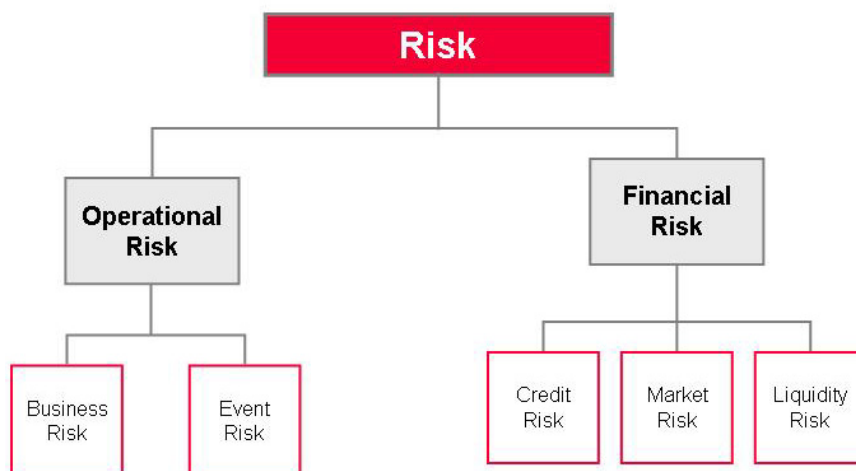 Risk
Operational
Risk
Financial
Risk
Business
Risk
Event
Risk
Credit
Risk
Market
Risk
Liquidity
Risk